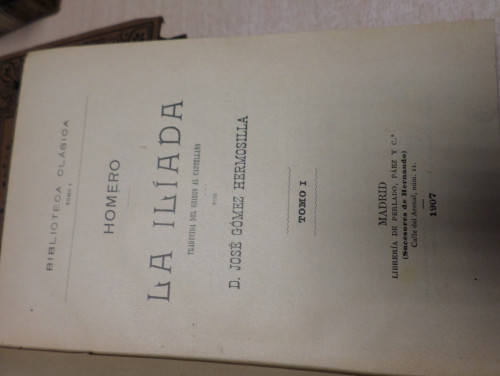 BIBLIOTECA CLÁSICA
TOMO I
HOMERO
LA ILÍADA
TRADUCIDA DEL GRIEGO AL CASTELLANO
POR
D. JOSÉ GÓMEZ HERMOSILLA
TOMO I
MADRID
LIBRERÍA DE PERLADO, PÁEZ Y C.ª
(Sucesores de Hernando)
Calle del Arenal, núm. 11.
1907